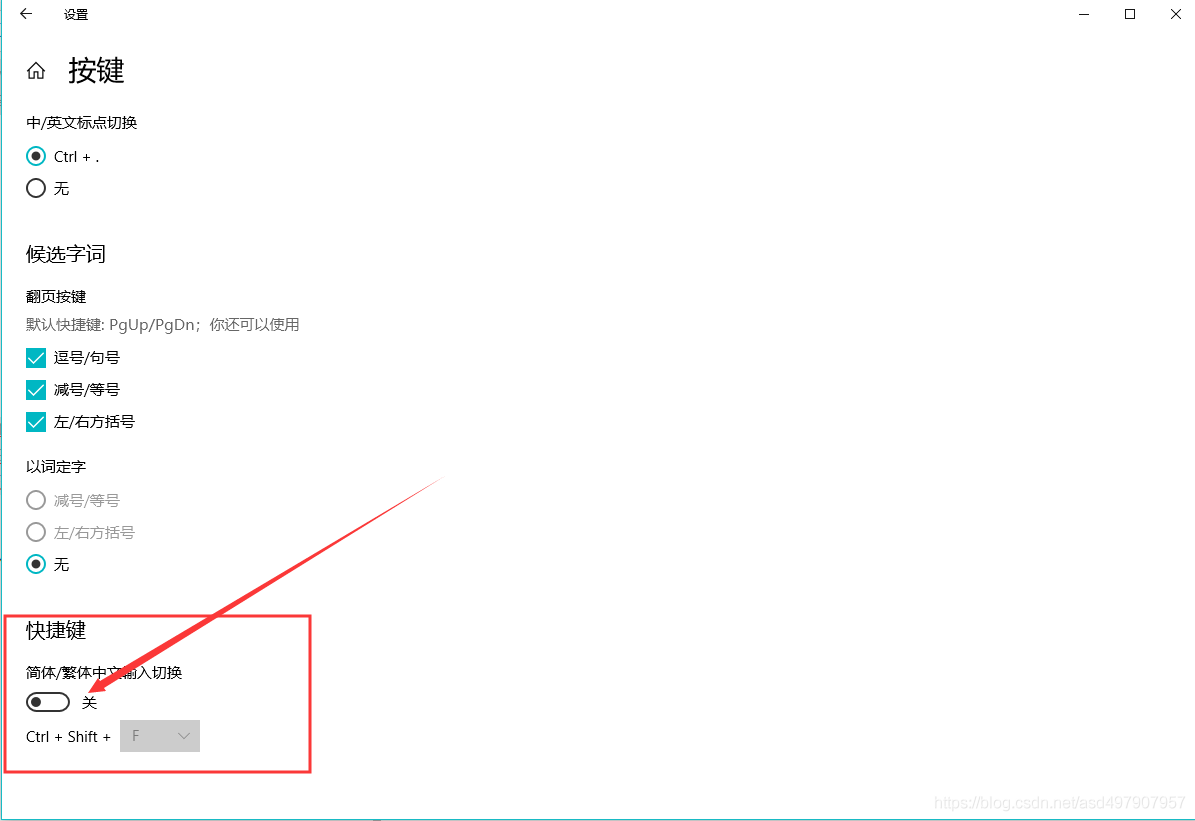 设置
按键
中/英文标点切换
Ctrl + .
无
候选字词
翻页按键
默认快捷键: PgUp/PgDn；你还可以使用
逗号/句号
减号/等号
左/右方括号
以词定字
减号/等号
左/右方括号
无
快捷键
简体/繁体中文输入切换
关
Ctrl + Shift + F
https://blog.csdn.net/asd497907957